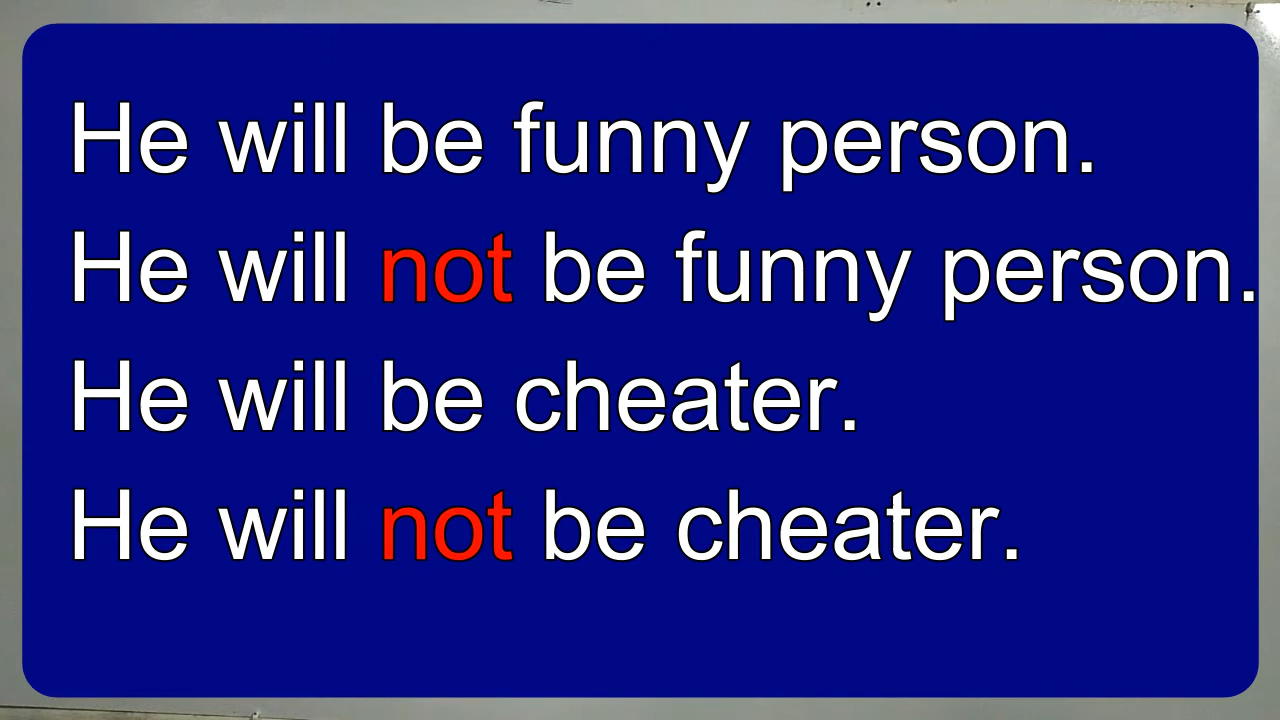 He will be funny person.
He will not be funny person.
He will be cheater.
He will not be cheater.